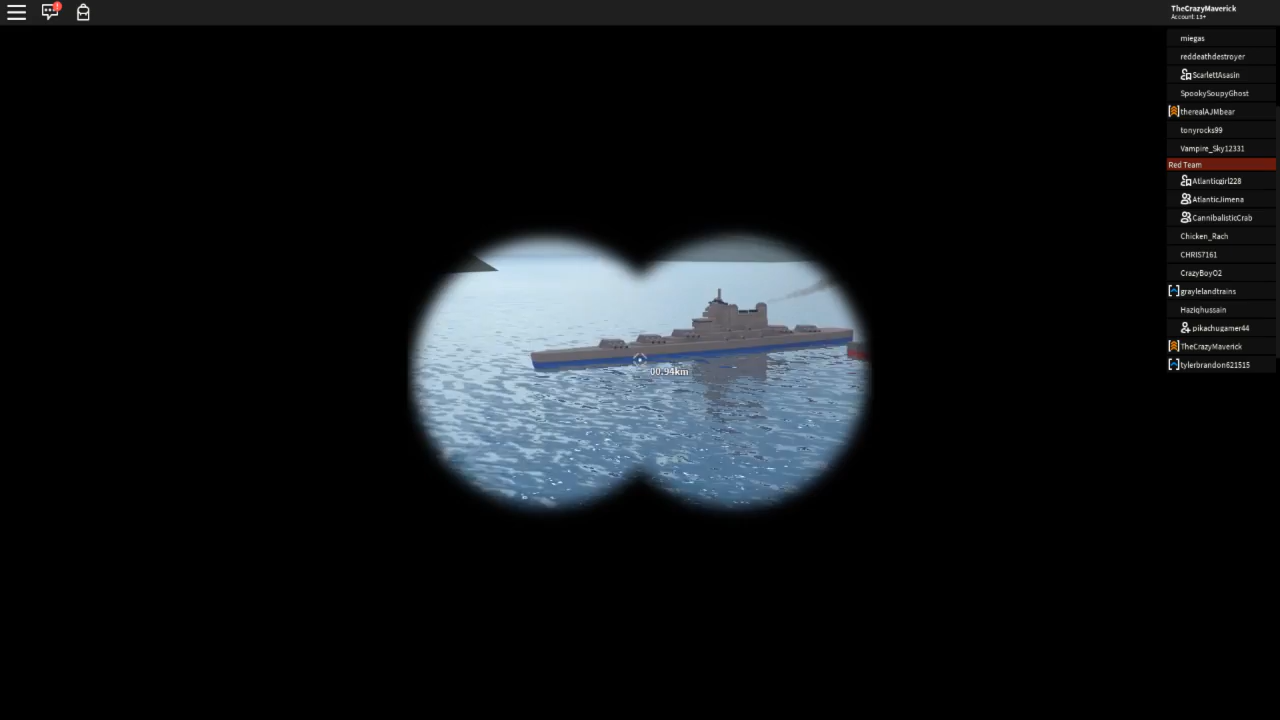 TheCrazyMaverick
Account: 13+
miegas
reddeathdestroyer
ScarlettAsasin
SpookySoupyGhost
therealAJMbear
tonyrocks99
Vampire_Sky12331
Red Team
Atlanticgirl228
AtlanticJimena
CannibalisticCrab
Chicken_Rach
CHRIS7161
CrazyBoyO2
graylelandtrains
Haziqhussain
pikachugamer44
TheCrazyMaverick
tylerbrandon621515
00.94km